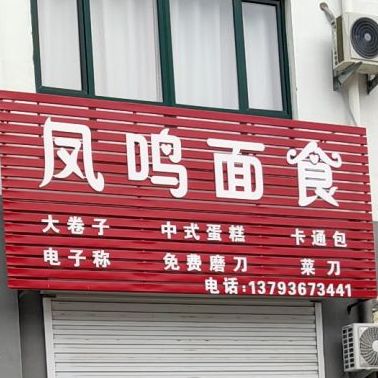 凤鸣面食
大卷子 中式蛋糕 卡通包
电子称 免费磨刀 菜刀
电话:13793673441